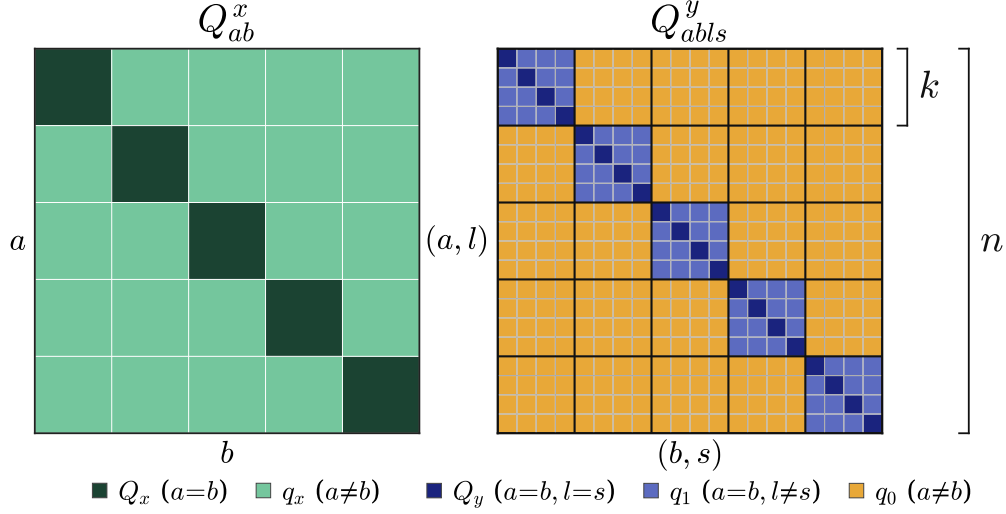 Q^x_{ab}
Q^y_{abls}
k
a
(a, l)
n
b
(b, s)
Q_x (a=b) q_x (a≠b) Q_y (a=b, l=s) q_1 (a=b, l≠s) q_0 (a≠b)